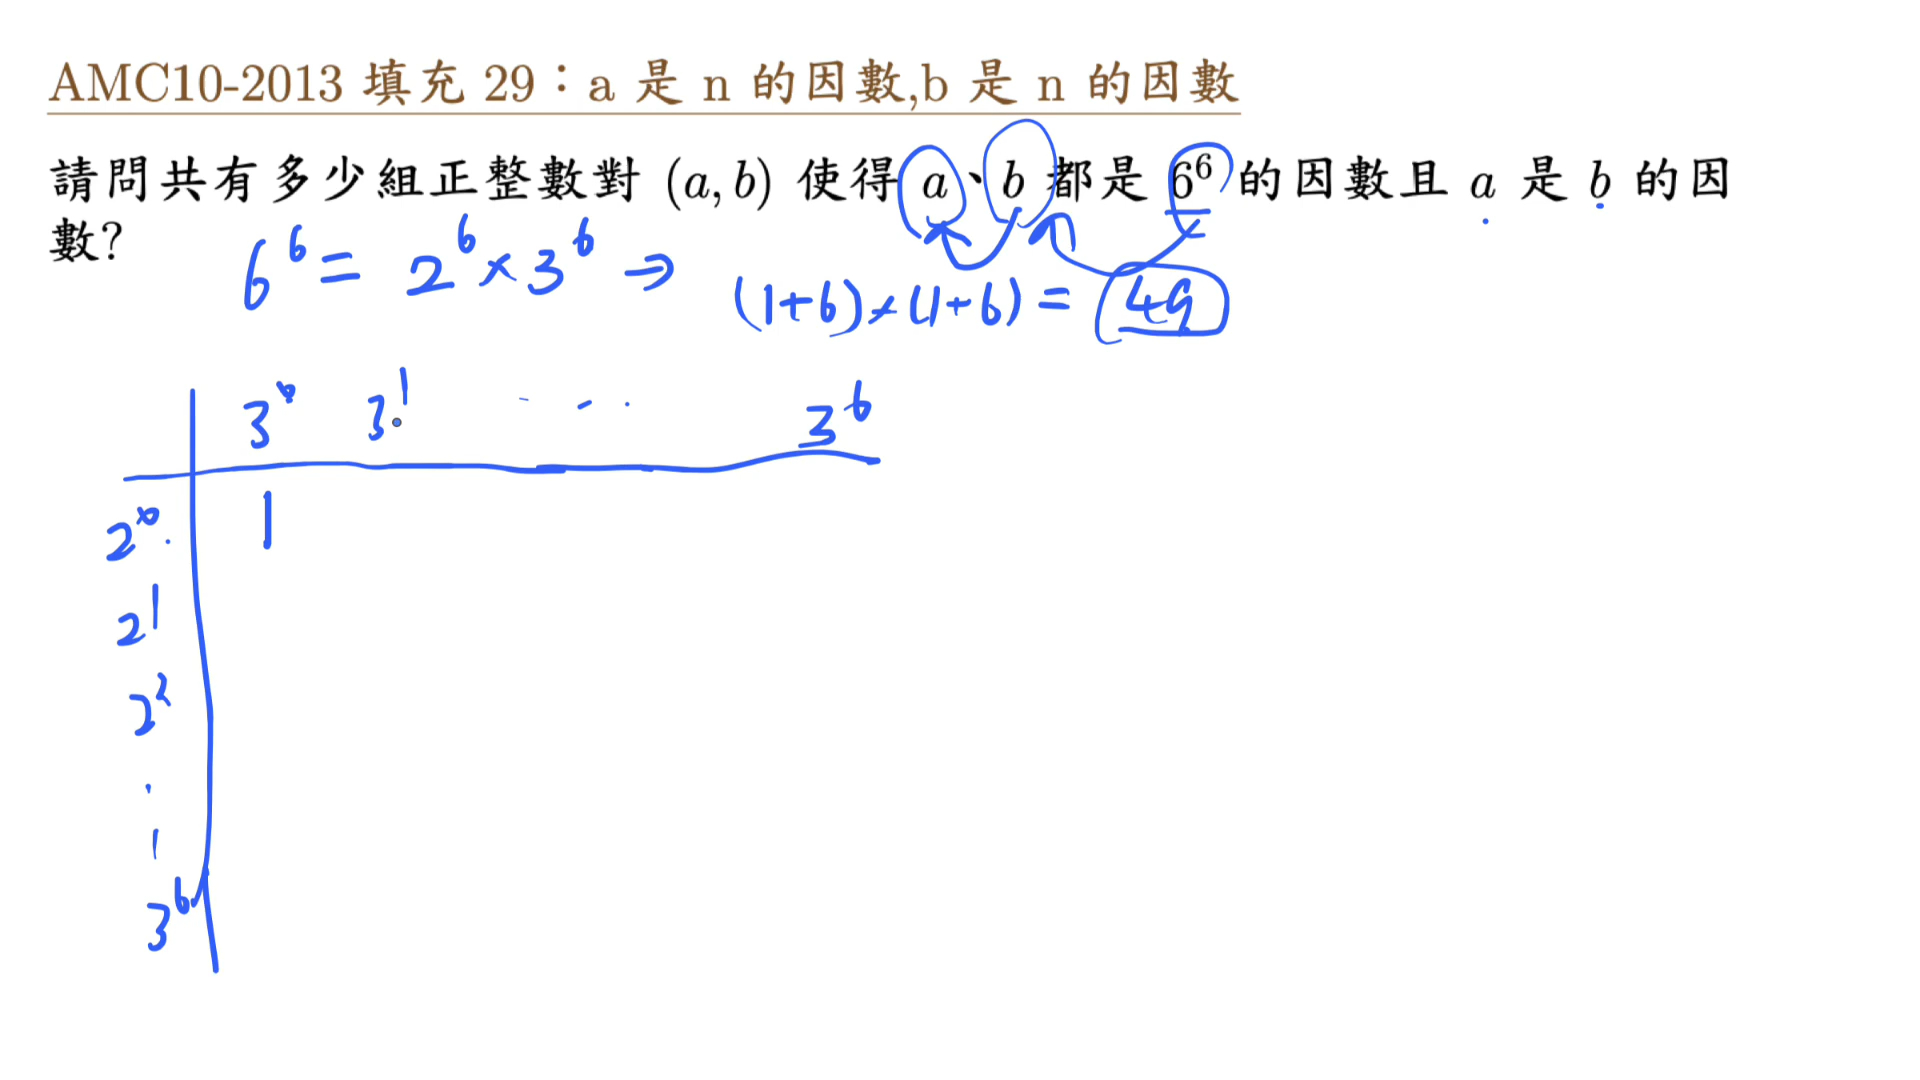 AMC10-2013 填充 29：a 是 n 的因數,b 是 n 的因數
請問共有多少組正整數對 (a, b) 使得 a、b 都是 6⁶ 的因數且 a 是 b 的因
數?
6⁶ = 2⁶ × 3⁶ →
(1+6) × (1+6) = 49
3⁰ 3¹ ... 3⁶
2⁰ 1
2¹
2²
3⁶